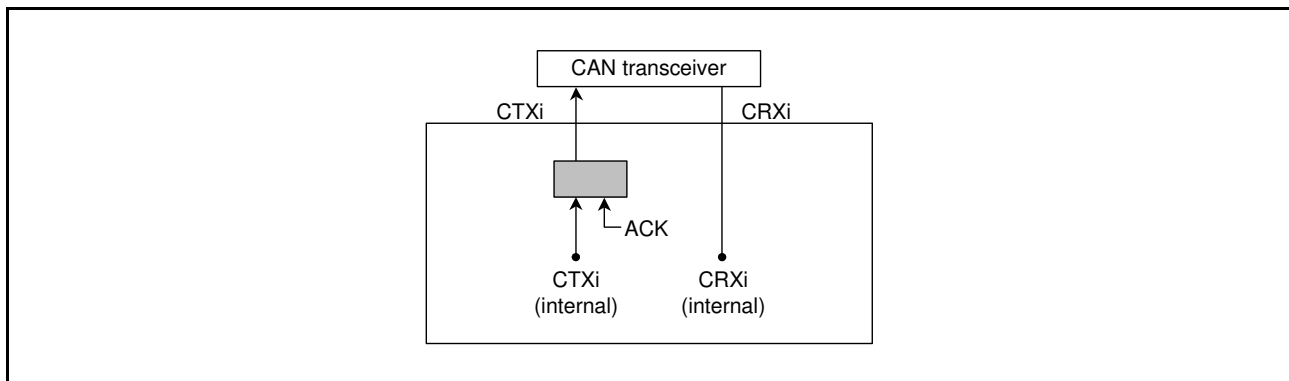 CAN transceiver
CTXi
CRXi
ACK
CTXi
(internal)
CRXi
(internal)